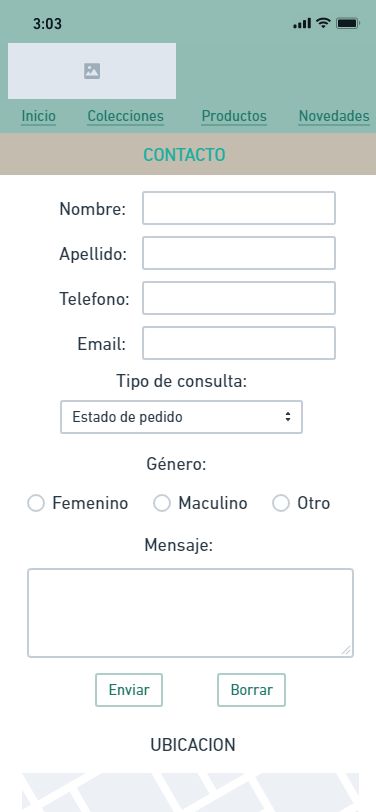 3:03
Inicio Colecciones Productos Novedades
CONTACTO
Nombre:
Apellido:
Telefono:
Email:
Tipo de consulta:
Estado de pedido
Género:
Femenino Maculino Otro
Mensaje:
Enviar Borrar
UBICACION